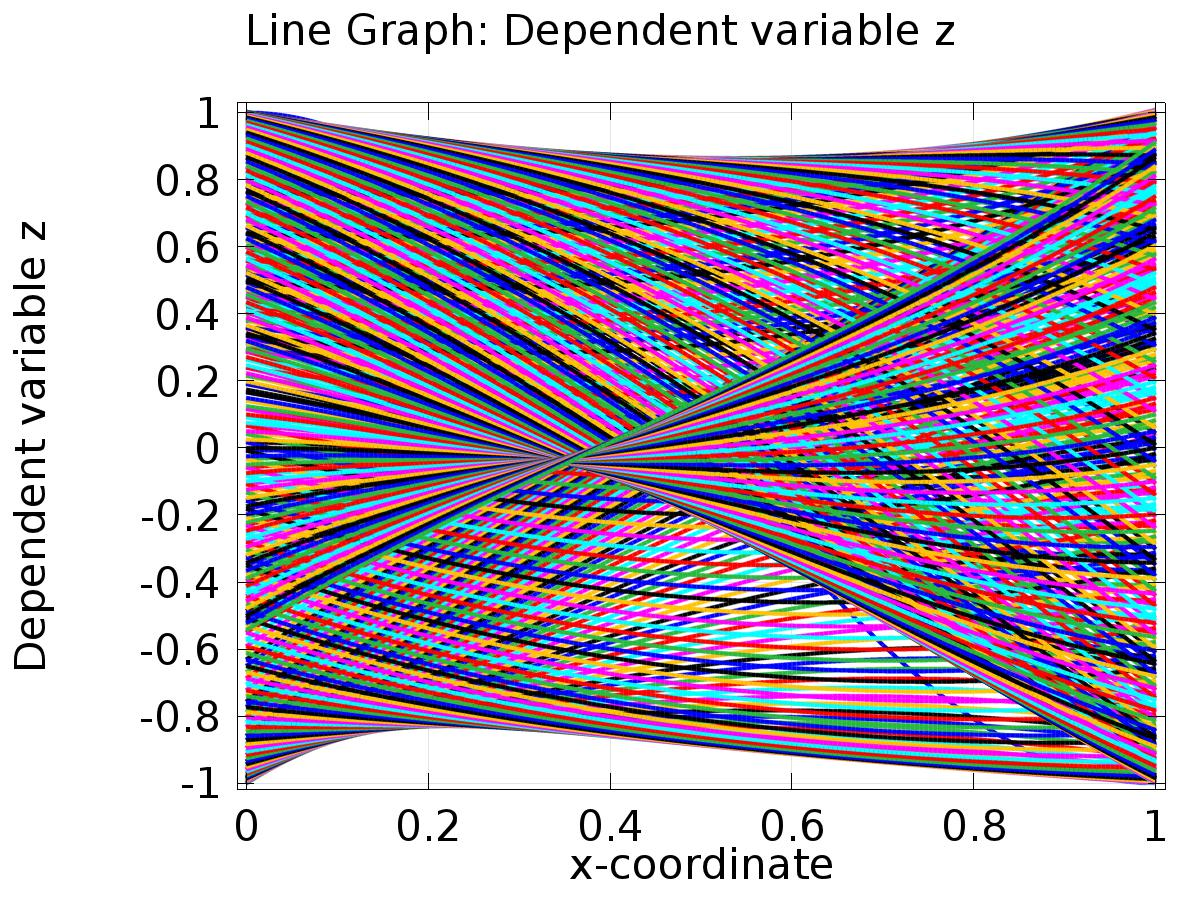 Line Graph: Dependent variable z
Dependent variable z
1
0.8
0.6
0.4
0.2
0
-0.2
-0.4
-0.6
-0.8
-1
0 0.2 0.4 0.6 0.8 1
x-coordinate